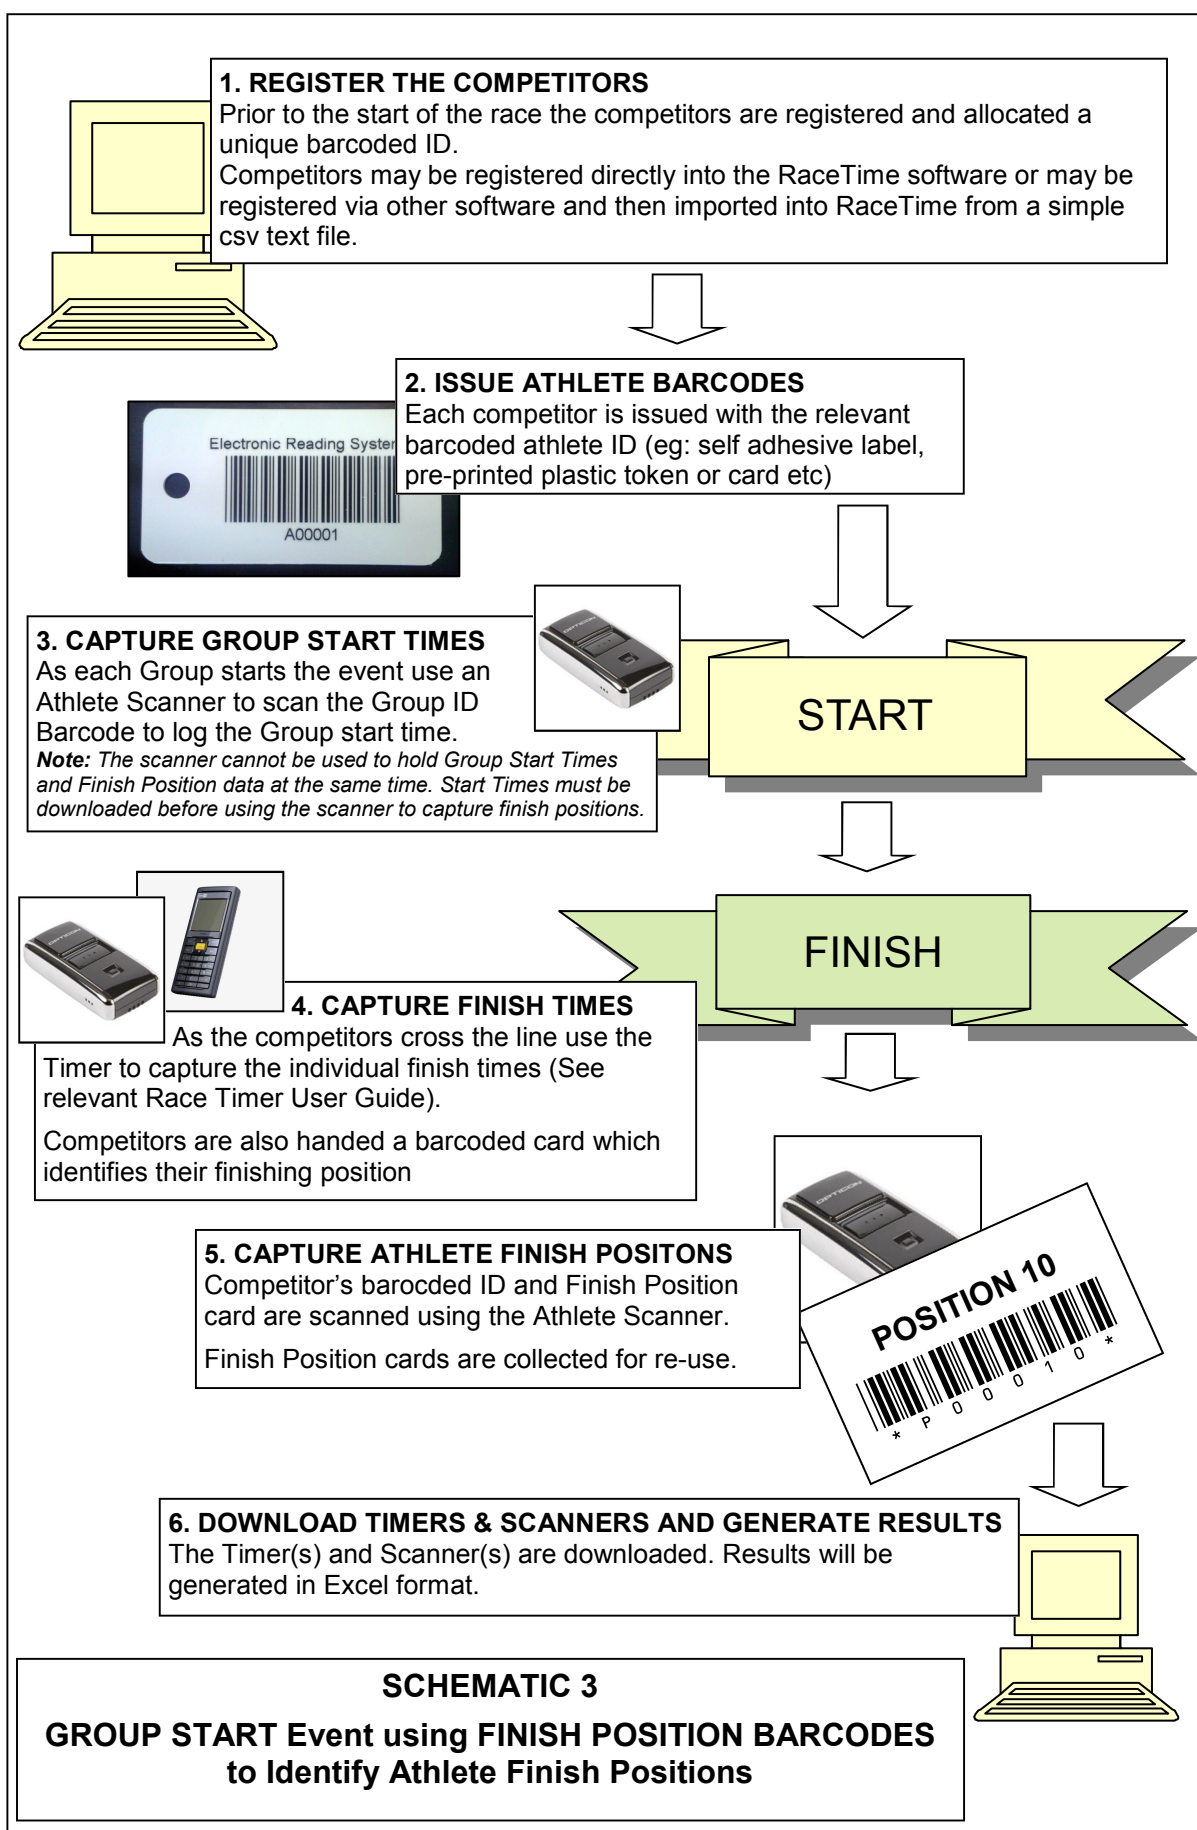 1. REGISTER THE COMPETITORS
Prior to the start of the race the competitors are registered and allocated a
unique barcoded ID.
Competitors may be registered directly into the RaceTime software or may be
registered via other software and then imported into RaceTime from a simple
csv text file.
2. ISSUE ATHLETE BARCODES
Each competitor is issued with the relevant
barcoded athlete ID (eg: self adhesive label,
pre-printed plastic token or card etc)
Electronic Reading System
A00001
3. CAPTURE GROUP START TIMES
As each Group starts the event use an
Athlete Scanner to scan the Group ID
Barcode to log the Group start time.
Note: The scanner cannot be used to hold Group Start Times
and Finish Position data at the same time. Start Times must be
downloaded before using the scanner to capture finish positions.
OPTICON
START
FINISH
OPTICON
4. CAPTURE FINISH TIMES
As the competitors cross the line use the
Timer to capture the individual finish times (See
relevant Race Timer User Guide).
Competitors are also handed a barcoded card which
identifies their finishing position
OPTICON
5. CAPTURE ATHLETE FINISH POSITONS
Competitor's barocded ID and Finish Position
card are scanned using the Athlete Scanner.
Finish Position cards are collected for re-use.
POSITION 10
* P 0 0 0 1 0 *
6. DOWNLOAD TIMERS & SCANNERS AND GENERATE RESULTS
The Timer(s) and Scanner(s) are downloaded. Results will be
generated in Excel format.
SCHEMATIC 3
GROUP START Event using FINISH POSITION BARCODES
to Identify Athlete Finish Positions